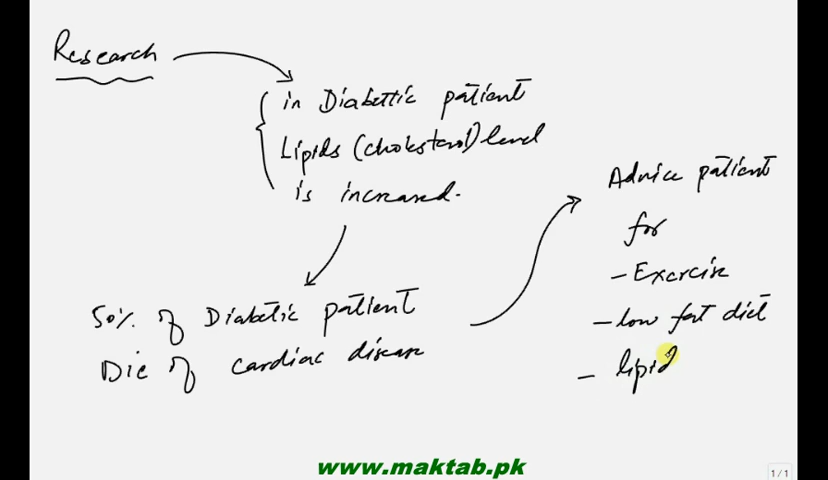 Research
in Diabetic patient
Lipids (cholesterol) level
is increased.
50% of Diabetic patient
Die of cardiac disease
Advice patient
for
- Exercise
- low fat diet
- lipid
www.maktab.pk
1 / 1